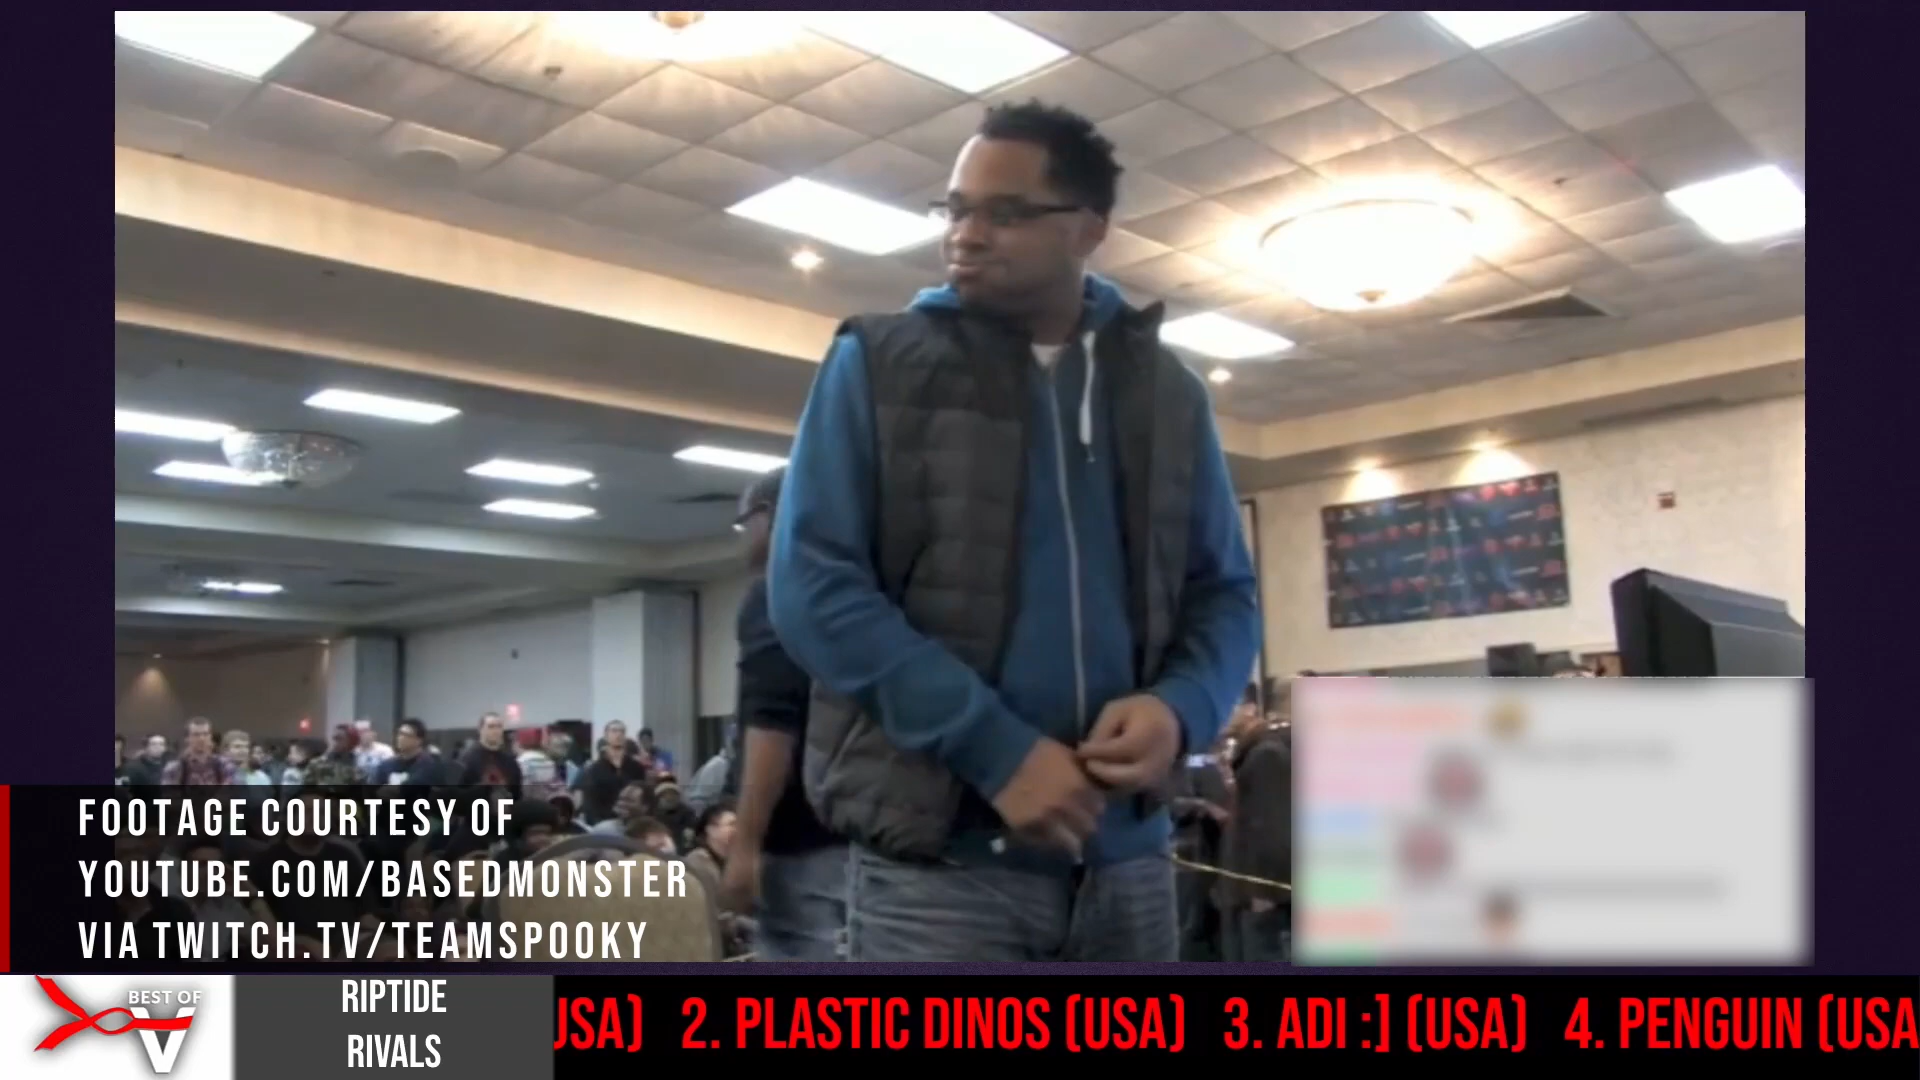 FOOTAGE COURTESY OF
YOUTUBE.COM/BASEDMONSTER
VIA TWITCH.TV/TEAMSPOOKY
BEST OF
V
RIPTIDE
RIVALS
USA) 2. PLASTIC DINOS (USA) 3. ADI :] (USA) 4. PENGUIN (USA